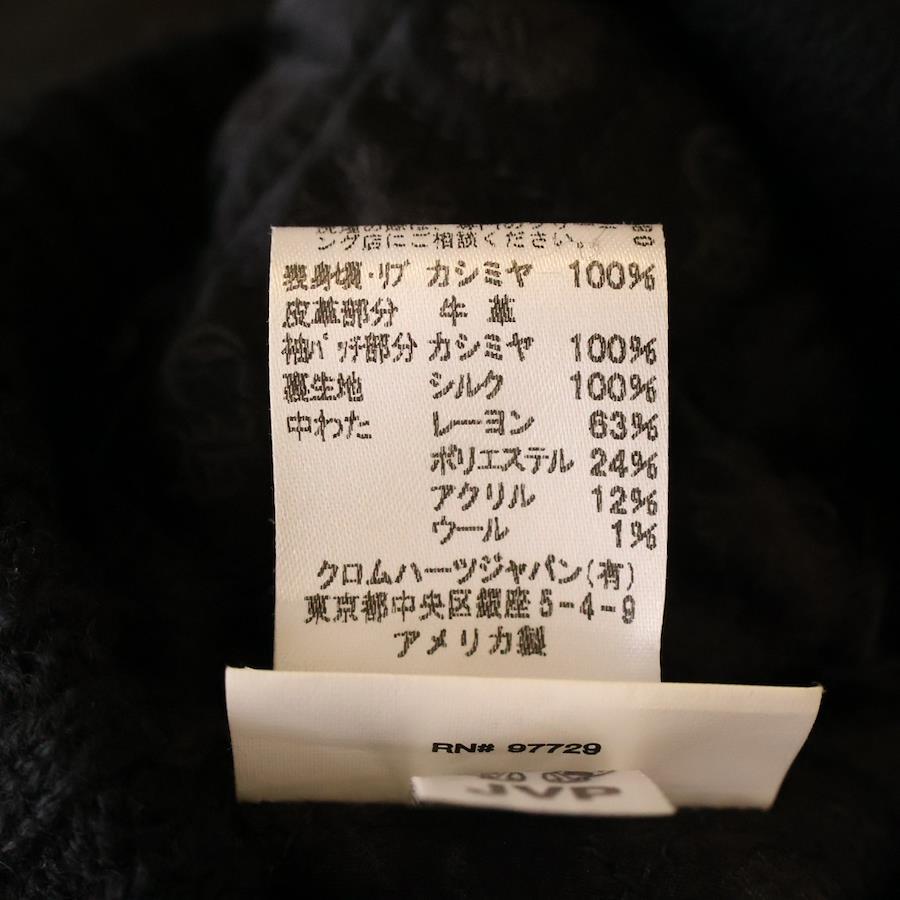 ング店にご相談ください。
表身頃・リブ カシミヤ 100%
皮革部分 牛 革
袖パッチ部分 カシミヤ 100%
裏生地 シルク 100%
中わた レーヨン 63%
ポリエステル 24%
アクリル 12%
ウール 1%
クロムハーツジャパン(有)
東京都中央区銀座5-4-9
アメリカ製
RN# 97729
JVP